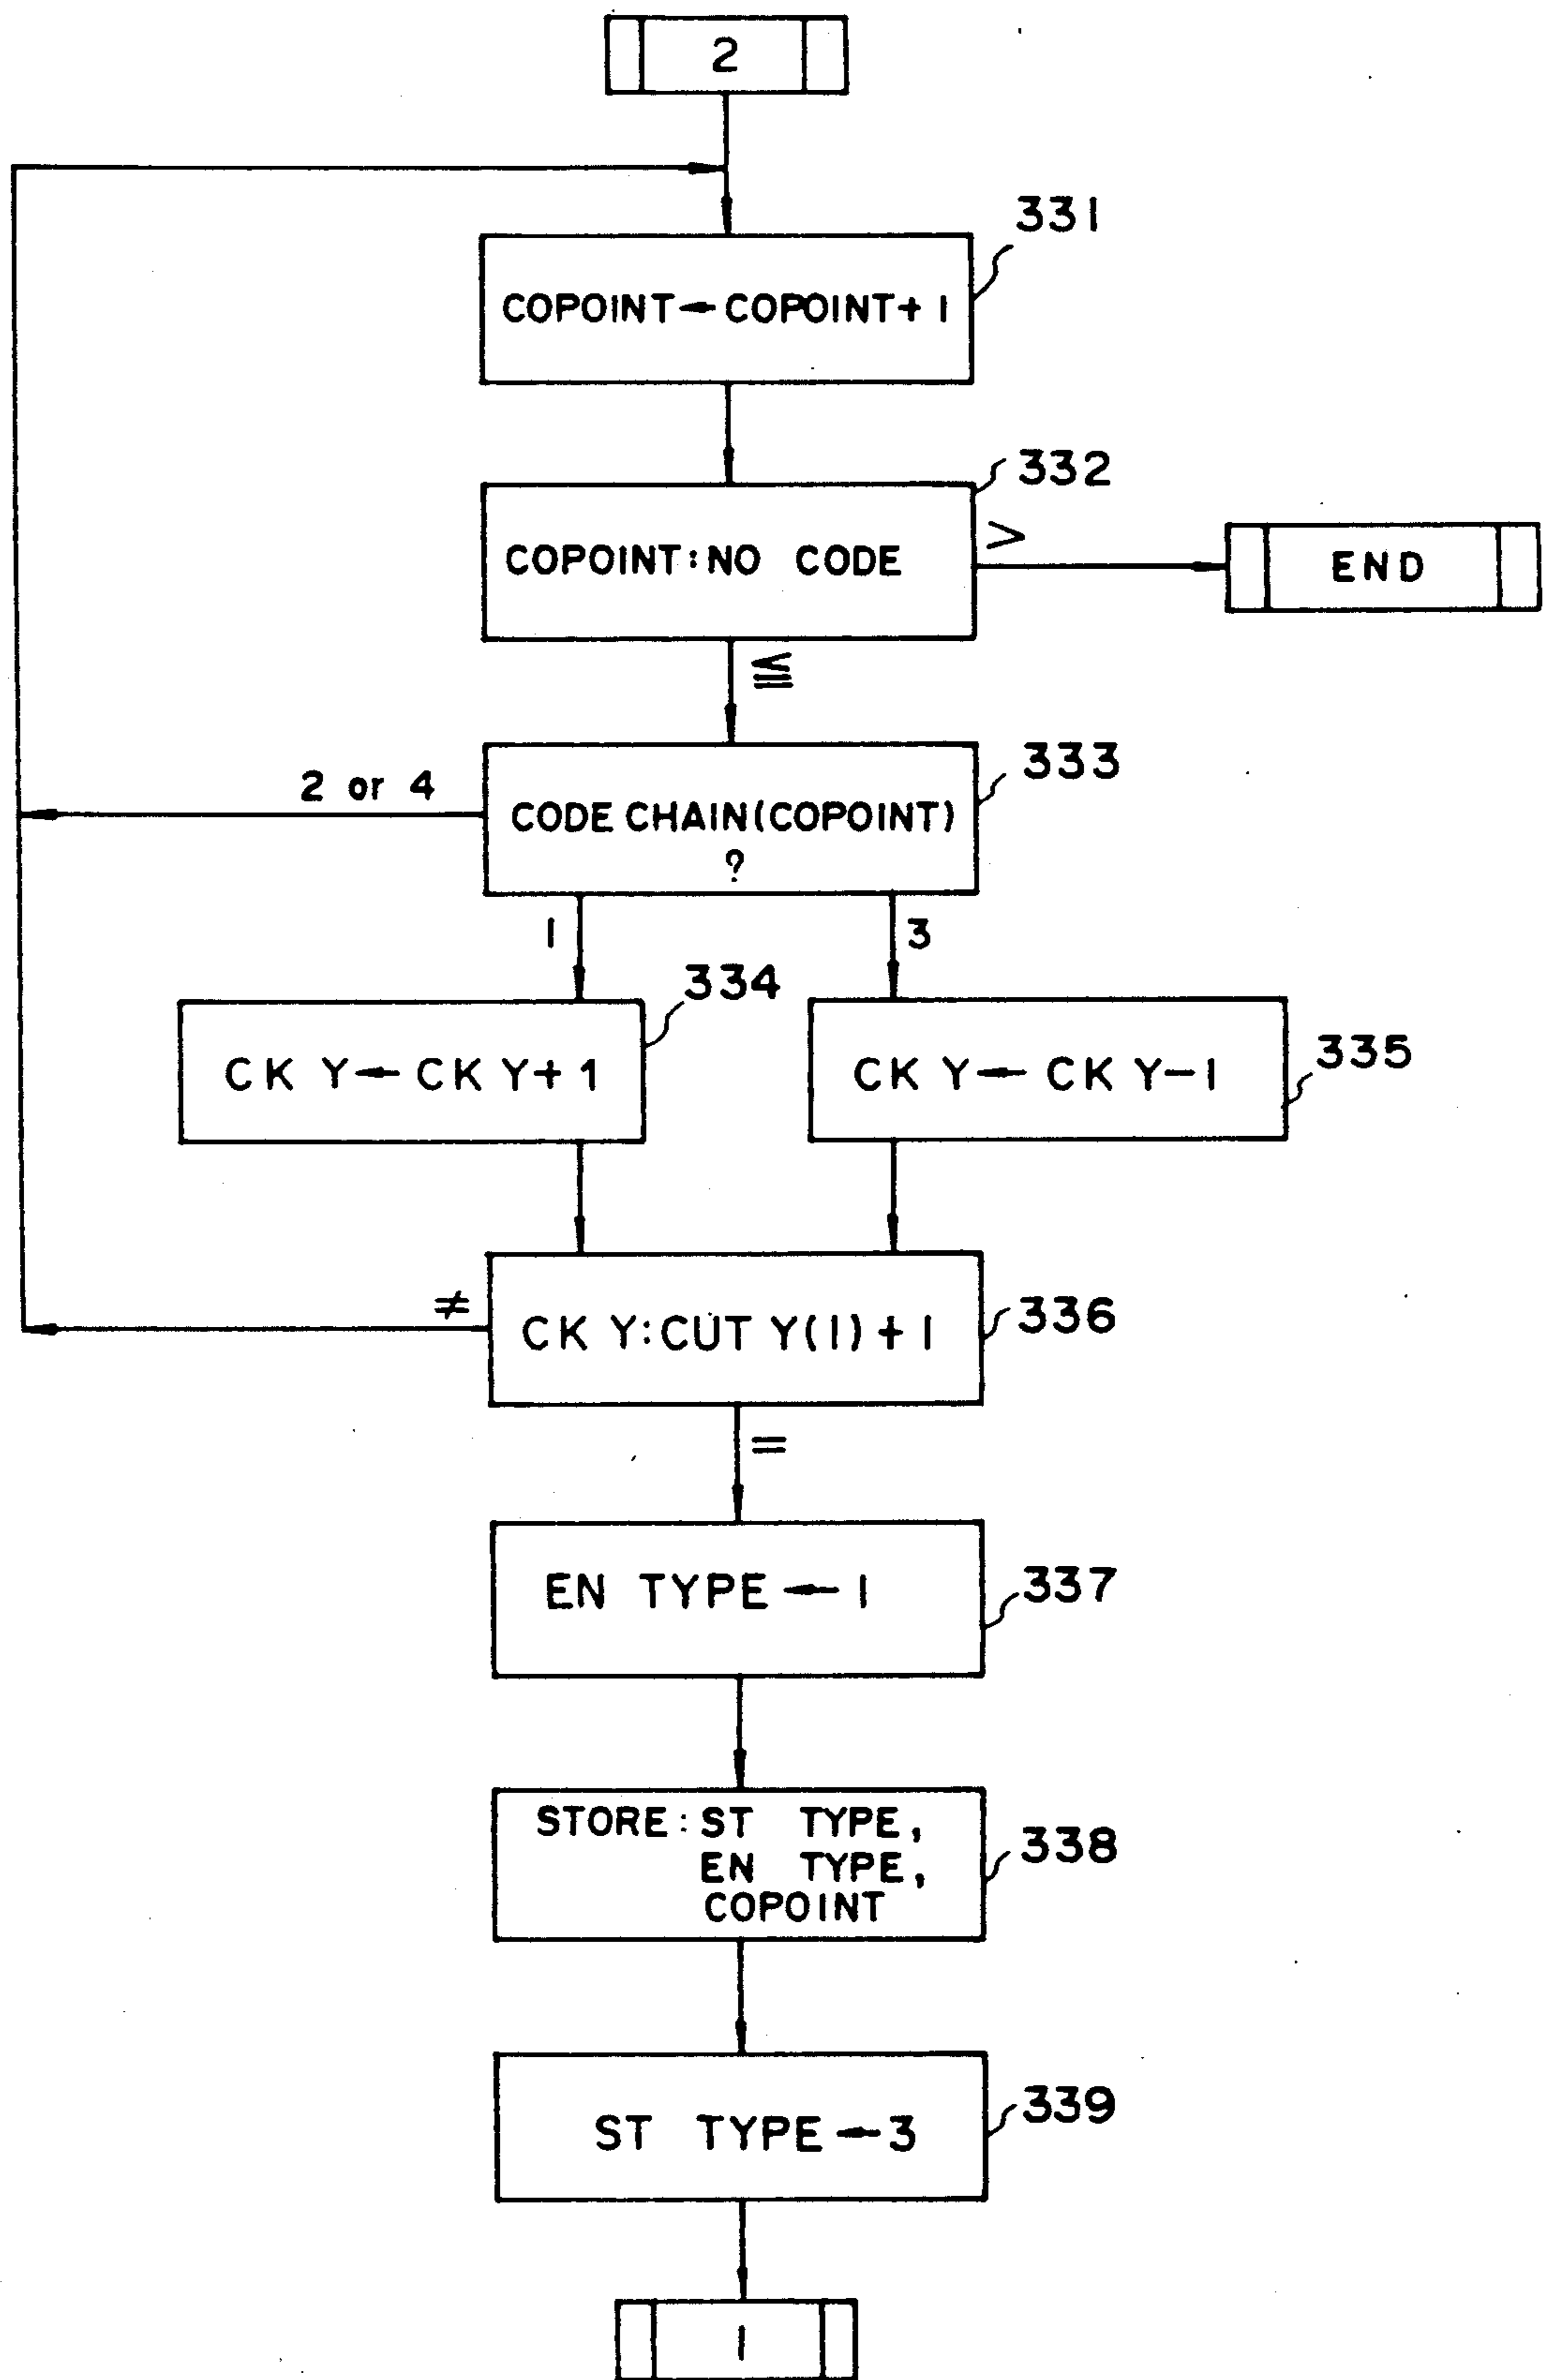 2
331
COPOINT←COPOINT+1
332
COPOINT:NO CODE
>
END
≦
333
2 or 4
CODE CHAIN(COPOINT)
?
1
3
334
CK Y←CK Y+1
CK Y←CK Y-1
335
≠
CK Y:CUT Y(1)+1
336
=
EN TYPE←1
337
STORE:ST TYPE,
EN TYPE,
COPOINT
338
ST TYPE←3
339
1